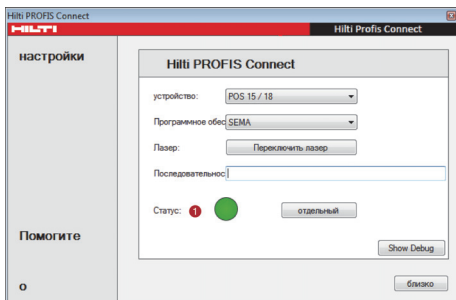 Hilti PROFIS Connect
HILTI
Hilti Profis Connect
настройки
Hilti PROFIS Connect
устройство: POS 15 / 18
Программное обес SEMA
Лазер: Переключить лазер
Последовательнос
Статус: 1 отдельный
Помогите
Show Debug
о
близко